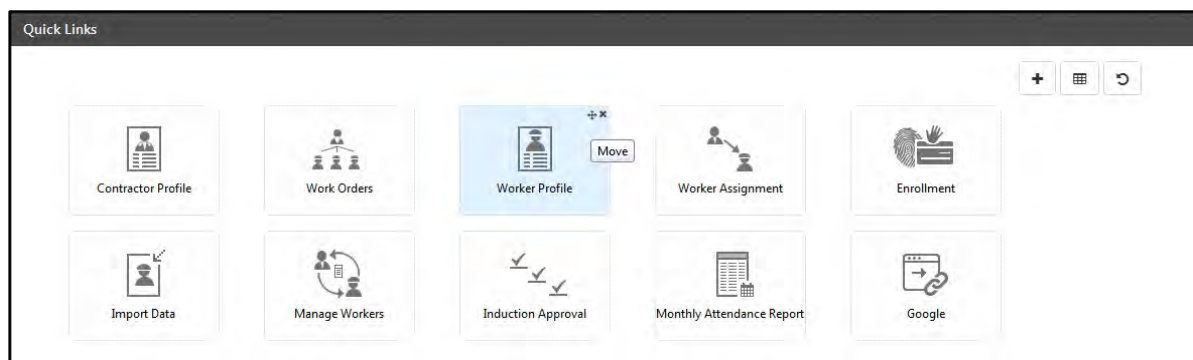 Quick Links
Move
Contractor Profile
Work Orders
Worker Profile
Worker Assignment
Enrollment
Import Data
Manage Workers
Induction Approval
Monthly Attendance Report
Google